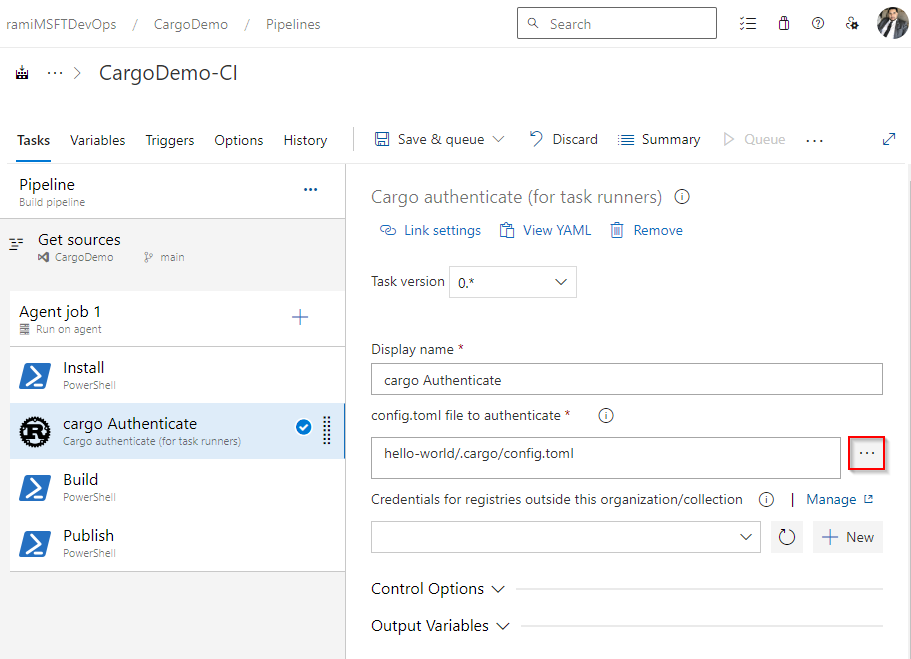 ramiMSFTDevOps / CargoDemo / Pipelines
Search
··· > CargoDemo-CI
Tasks Variables Triggers Options History
Save & queue Discard Summary Queue ···
Pipeline ···
Build pipeline
Get sources
CargoDemo main
Agent job 1
Run on agent
Install
PowerShell
cargo Authenticate
Cargo authenticate (for task runners)
Build
PowerShell
Publish
PowerShell
Cargo authenticate (for task runners)
Link settings View YAML Remove
Task version 0.*
Display name *
cargo Authenticate
config.toml file to authenticate *
hello-world/.cargo/config.toml ···
Credentials for registries outside this organization/collection | Manage
New
Control Options
Output Variables